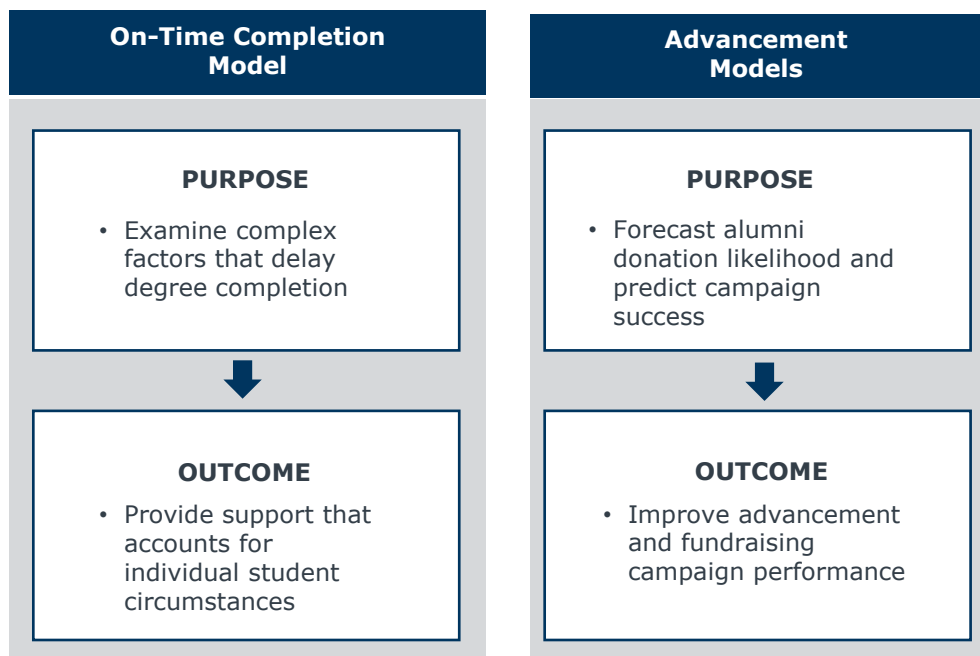 On-Time Completion
Model
PURPOSE
• Examine complex
factors that delay
degree completion
OUTCOME
• Provide support that
accounts for
individual student
circumstances
Advancement
Models
PURPOSE
• Forecast alumni
donation likelihood and
predict campaign
success
OUTCOME
• Improve advancement
and fundraising
campaign performance